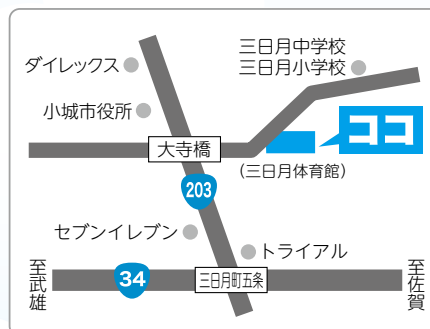 三日月中学校
三日月小学校
ダイレックス
小城市役所
ココ
大寺橋
(三日月体育館)
203
セブンイレブン
トライアル
至武雄
34
三日月町五条
至佐賀